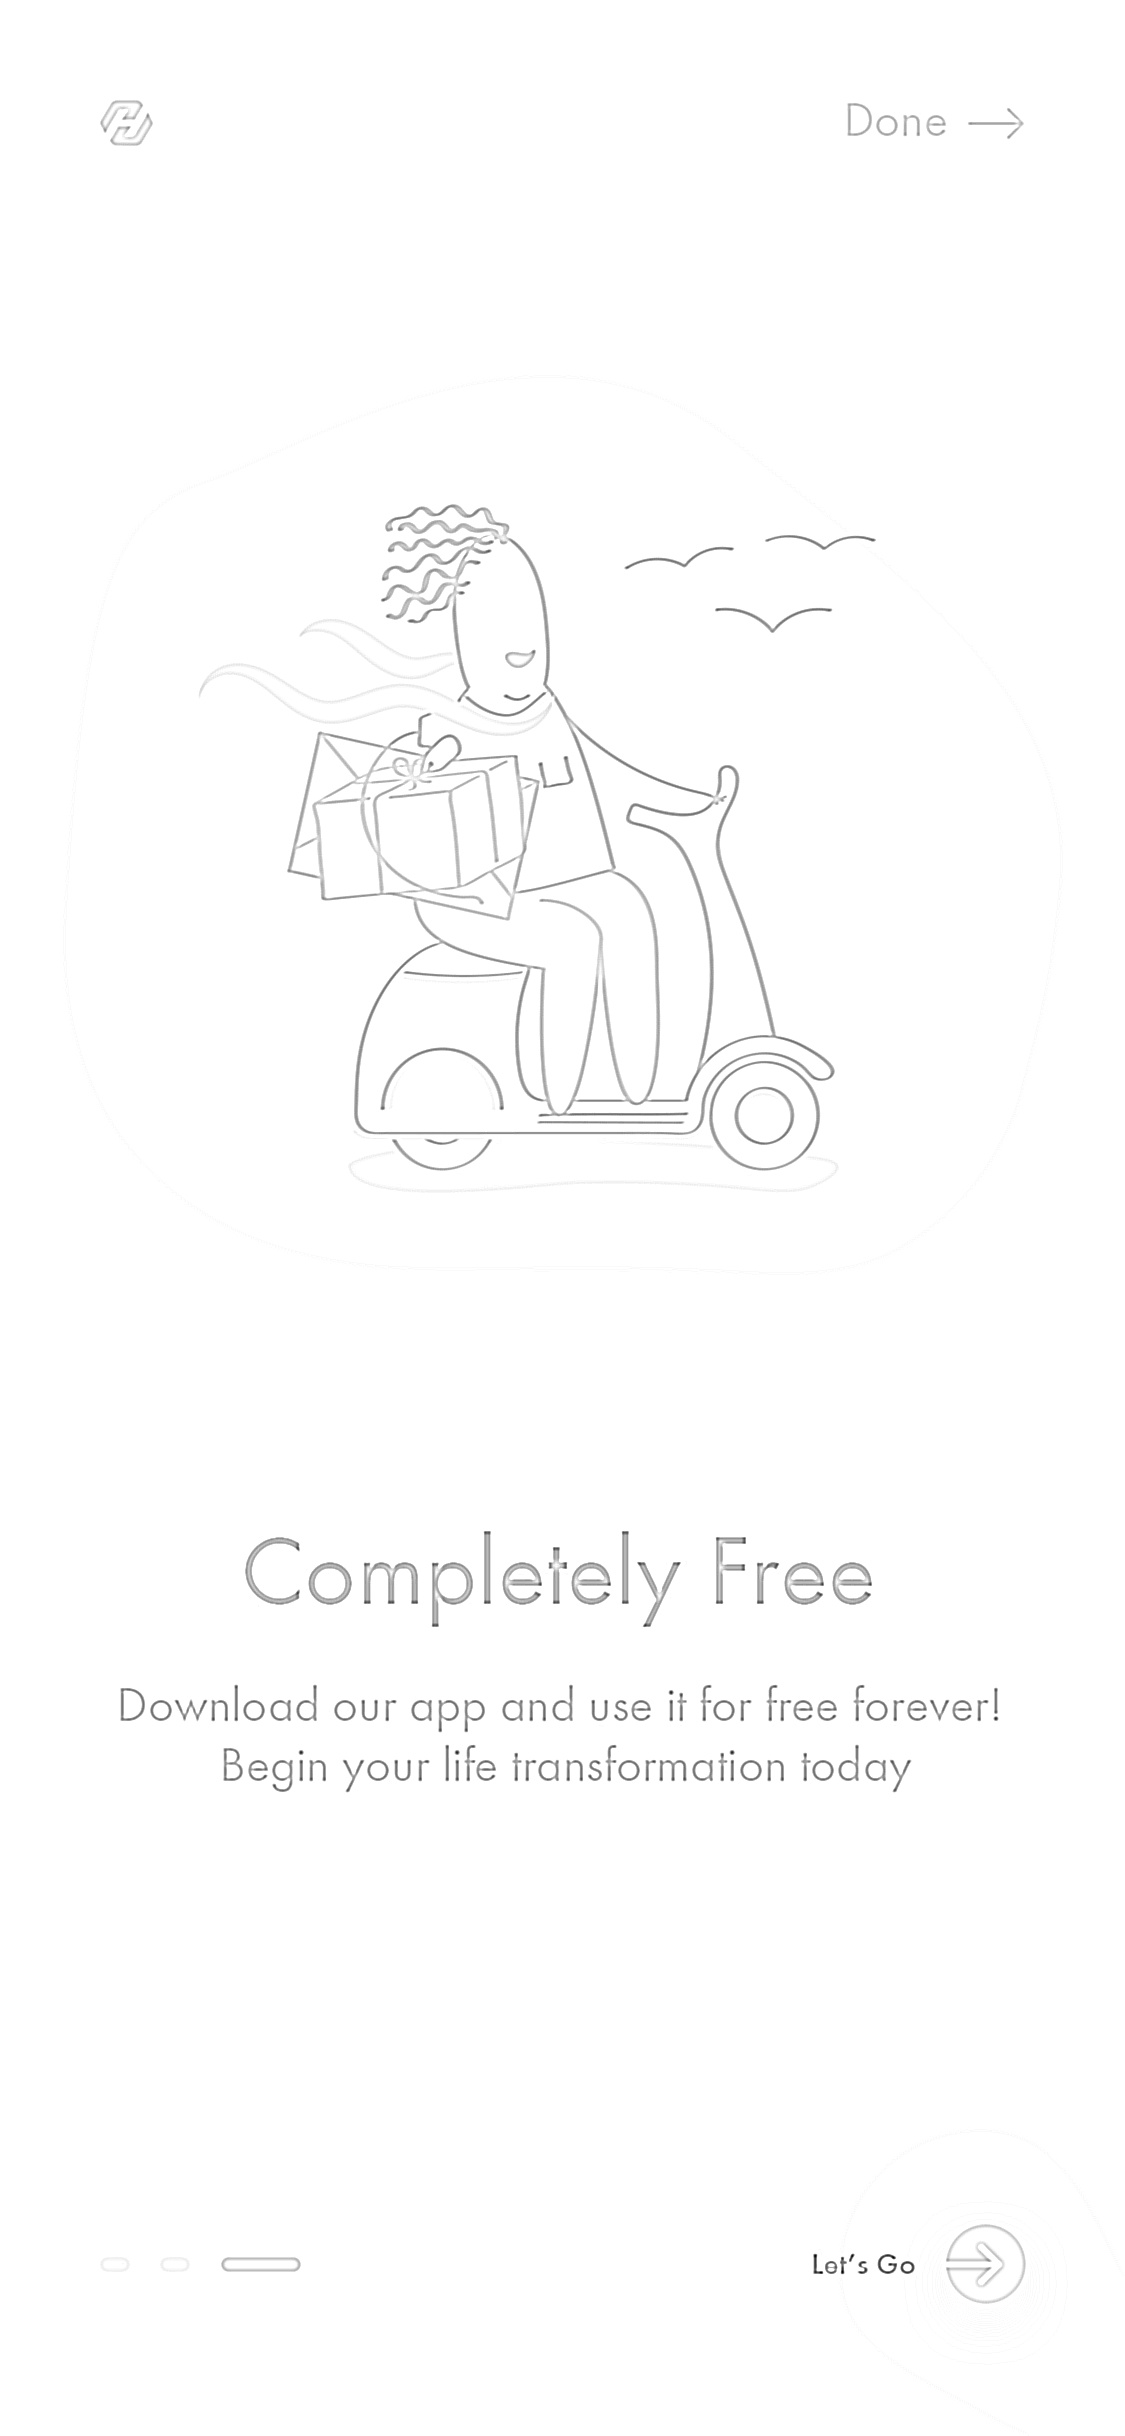 Done
Completely Free
Download our app and use it for free forever!
Begin your life transformation today
Let's Go